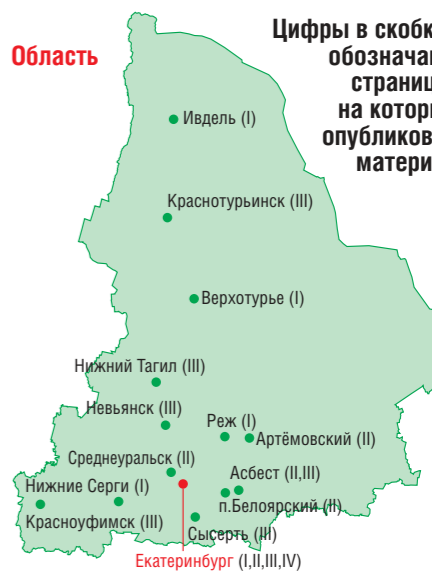 Область
Цифры в скобк
обозначаю
страниц
на котор
опубликов
матери
Ивдель (I)
Краснотурьинск (III)
Верхотурье (I)
Нижний Тагил (III)
Невьянск (III)
Реж (I)
Артёмовский (II)
Среднеуральск (II)
Асбест (II,III)
Нижние Серги (I)
п.Белоярский (II)
Красноуфимск (III)
Сысерть (III)
Екатеринбург (I,II,III,IV)